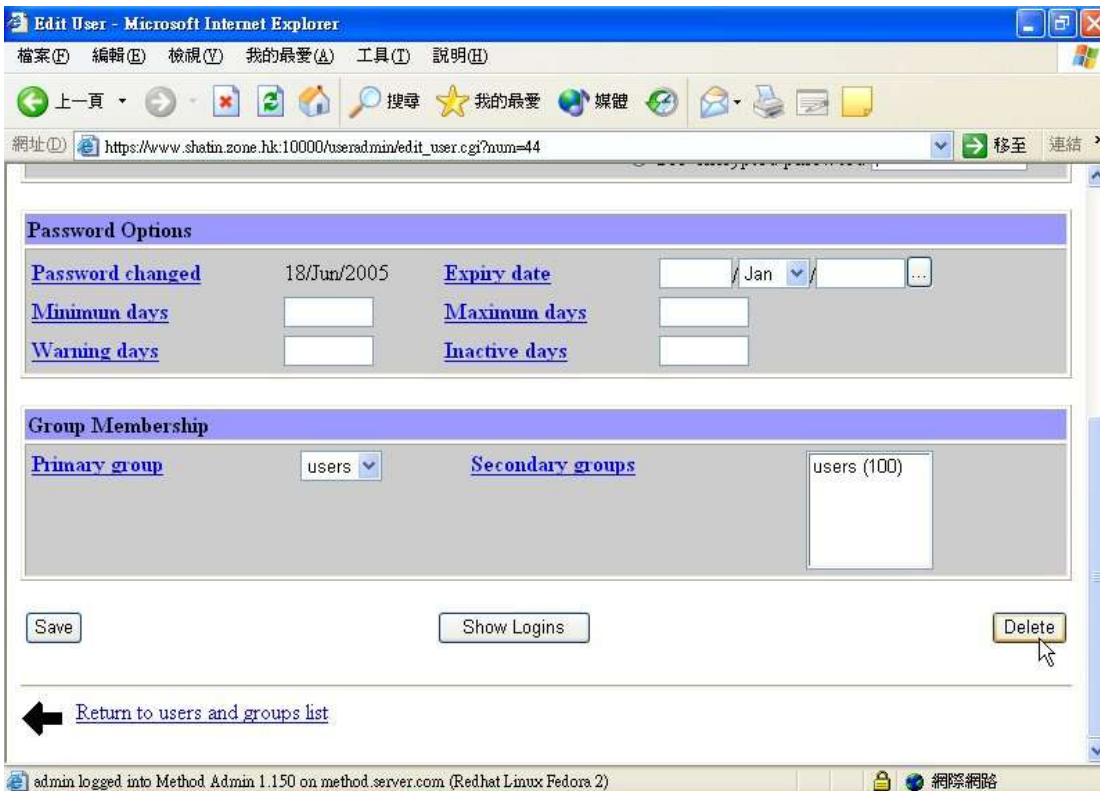 Edit User - Microsoft Internet Explorer
檔案(F) 編輯(E) 檢視(V) 我的最愛(A) 工具(T) 說明(H)
上一頁 搜尋 我的最愛 媒體
網址(D) https://www.shatin.zone.hk:10000/useradmin/edit_user.cgi?num=44 移至 連結 »
Password Options
Password changed 18/Jun/2005 Expiry date / Jan / ...
Minimum days Maximum days
Warning days Inactive days
Group Membership
Primary group users Secondary groups users (100)
Save Show Logins Delete
Return to users and groups list
admin logged into Method Admin 1.150 on method.server.com (Redhat Linux Fedora 2) 網際網路